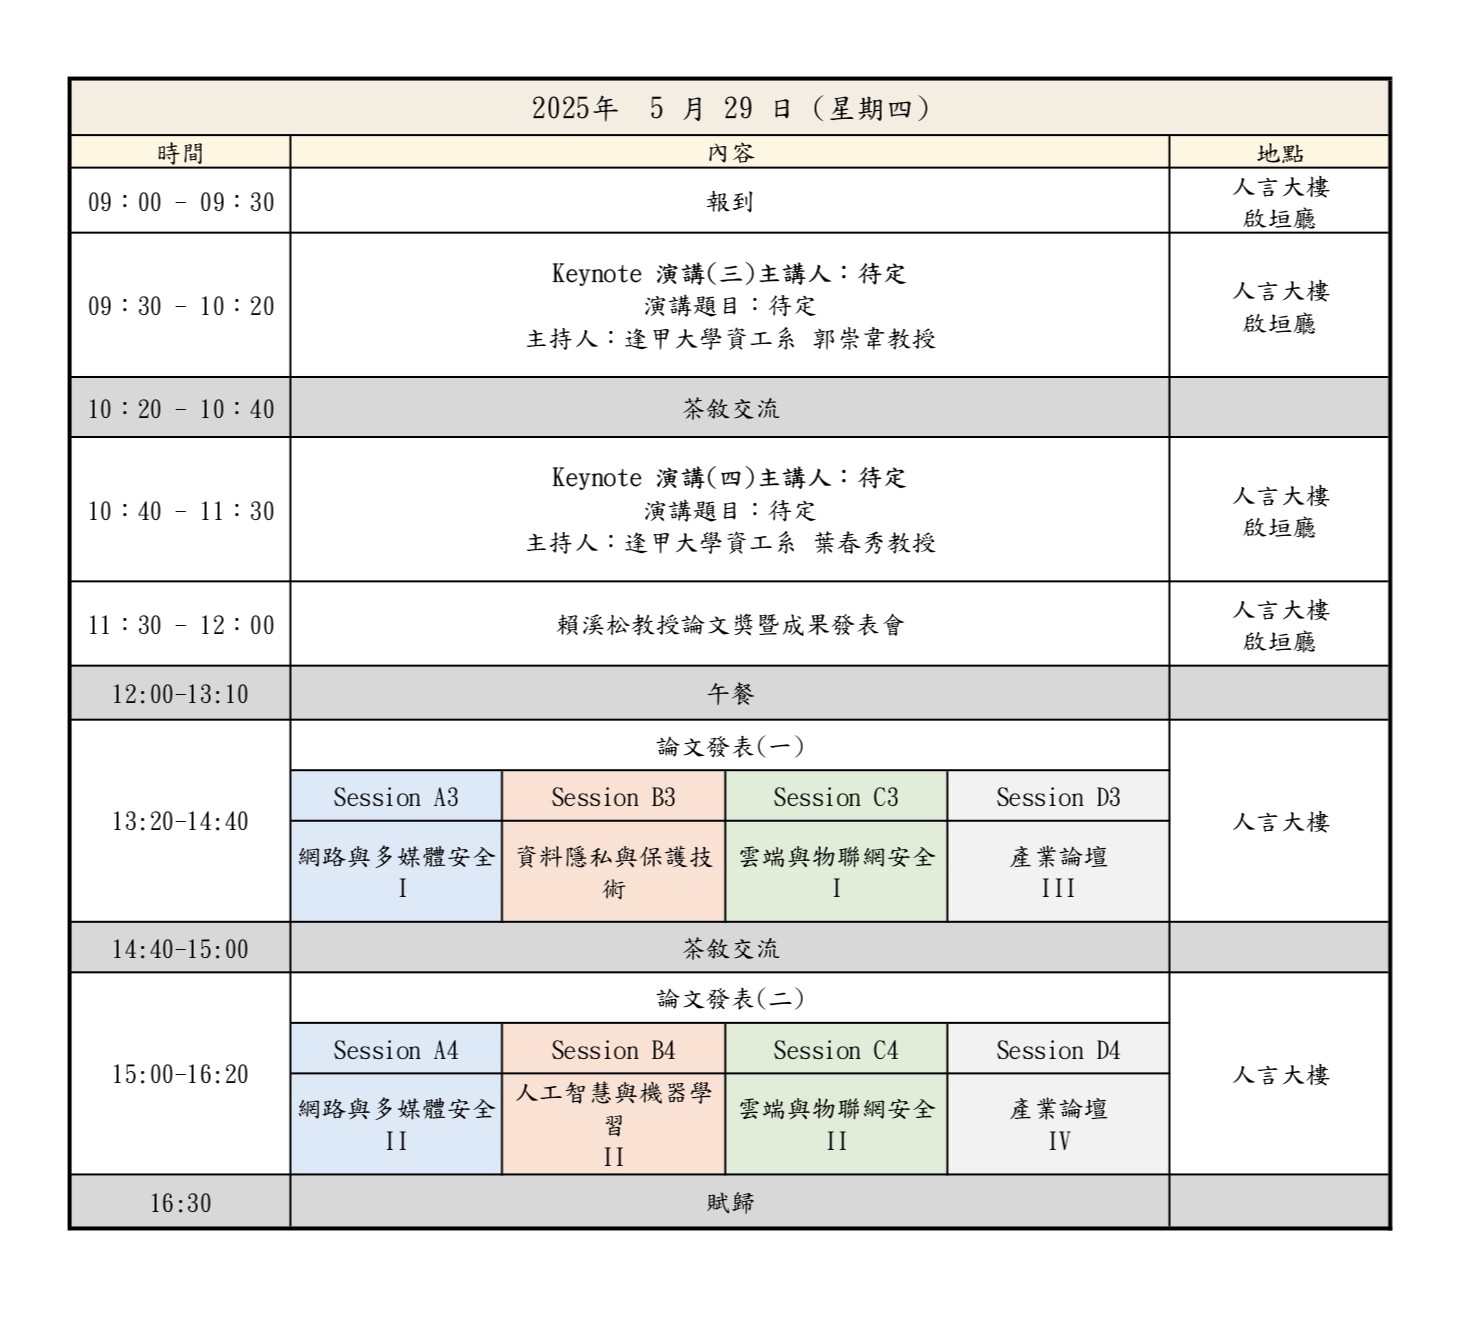 2025年 5 月 29 日 (星期四)
時間 內容 地點
09：00 - 09：30 報到 人言大樓
啟垣廳
Keynote 演講(三)主講人：待定
09：30 - 10：20 演講題目：待定 人言大樓
啟垣廳
主持人：逢甲大學資工系 郭崇韋教授
10：20 - 10：40 茶敘交流
Keynote 演講(四)主講人：待定
10：40 - 11：30 演講題目：待定 人言大樓
啟垣廳
主持人：逢甲大學資工系 葉春秀教授
11：30 - 12：00 賴溪松教授論文獎暨成果發表會 人言大樓
啟垣廳
12:00-13:10 午餐
論文發表(一)
Session A3 Session B3 Session C3 Session D3
13:20-14:40 人言大樓
網路與多媒體安全 資料隱私與保護技 雲端與物聯網安全 產業論壇
I 術 I III
14:40-15:00 茶敘交流
論文發表(二)
Session A4 Session B4 Session C4 Session D4
15:00-16:20 人言大樓
網路與多媒體安全 人工智慧與機器學 雲端與物聯網安全 產業論壇
II 習 II IV
II
16:30 賦歸